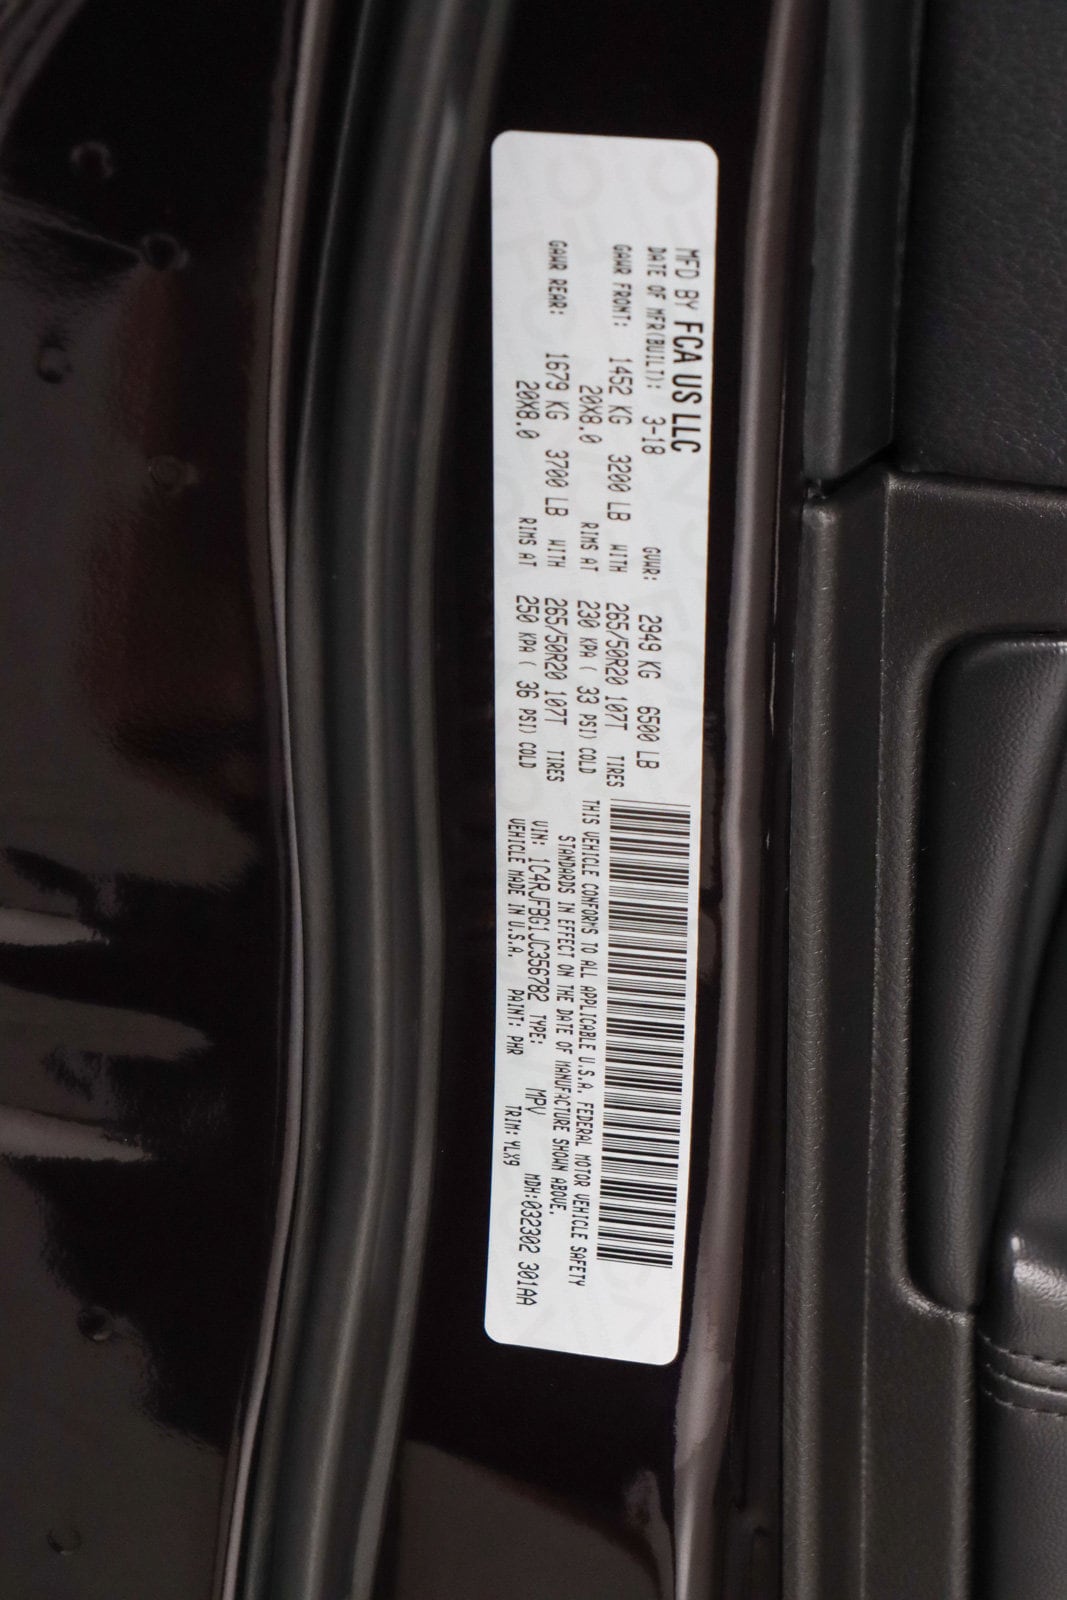 MFD BY FCA US LLC
DATE OF MFR(BUILT): 3-18 GVWR: 2949 KG 6500 LB
GAWR FRONT: 1452 KG 3200 LB WITH 265/50R20 107T TIRES
20X8.0 RIMS AT 230 KPA ( 33 PSI) COLD
GAWR REAR: 1679 KG 3700 LB WITH 265/50R20 107T TIRES
20X8.0 RIMS AT 250 KPA ( 36 PSI) COLD
THIS VEHICLE CONFORMS TO ALL APPLICABLE U.S.A. FEDERAL MOTOR VEHICLE SAFETY
STANDARDS IN EFFECT ON THE DATE OF MANUFACTURE SHOWN ABOVE.
VIN: 1C4RJFBG1JC356782 TYPE: MPV MDH:032302 301AA
VEHICLE MADE IN U.S.A. PAINT: PHR TRIM: YLX9